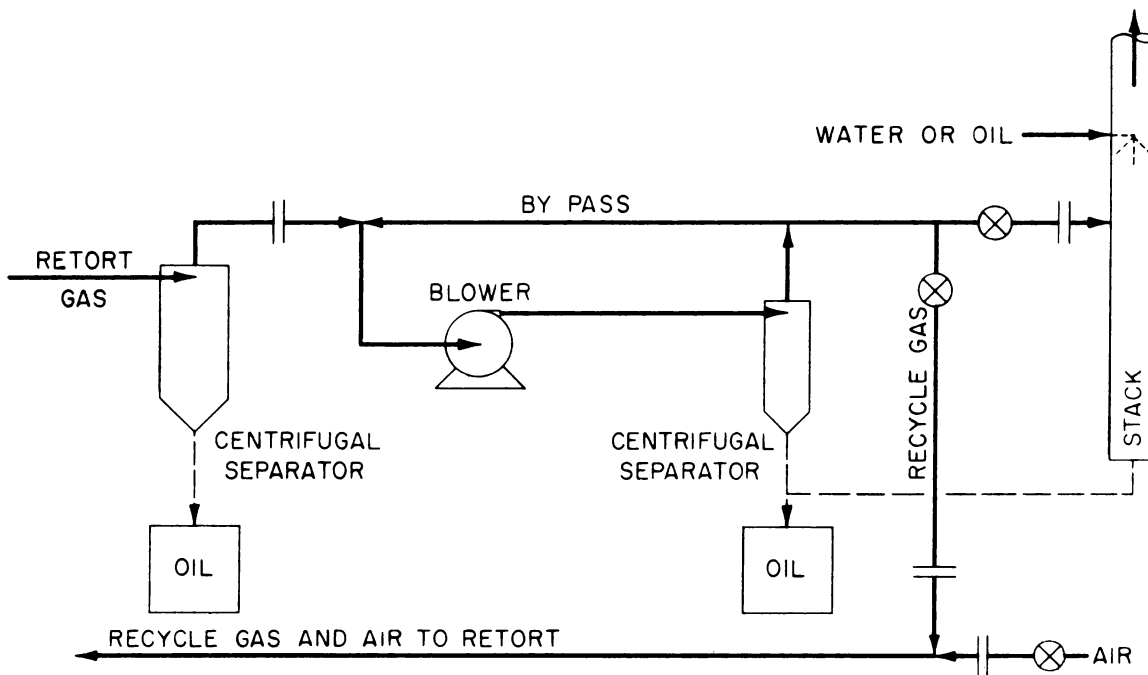 WATER OR OIL
BY PASS
RETORT
GAS
BLOWER
RECYCLE GAS
STACK
CENTRIFUGAL
SEPARATOR
CENTRIFUGAL
SEPARATOR
OIL
OIL
RECYCLE GAS AND AIR TO RETORT
AIR